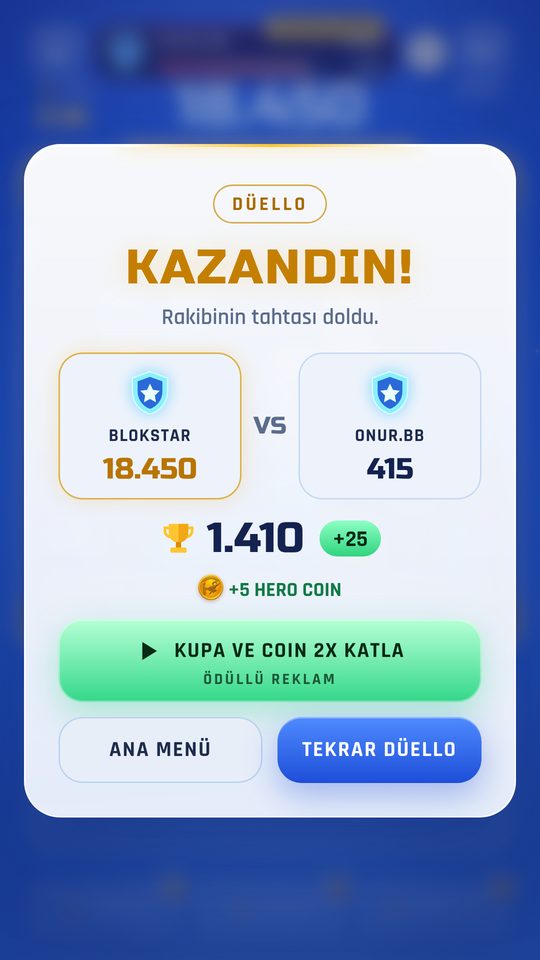 DÜELLO
KAZANDIN!
Rakibinin tahtası doldu.
BLOKSTAR
18.450
VS
ONUR.BB
415
1.410 +25
+5 HERO COIN
KUPA VE COIN 2X KATLA
ÖDÜLLÜ REKLAM
ANA MENÜ
TEKRAR DÜELLO